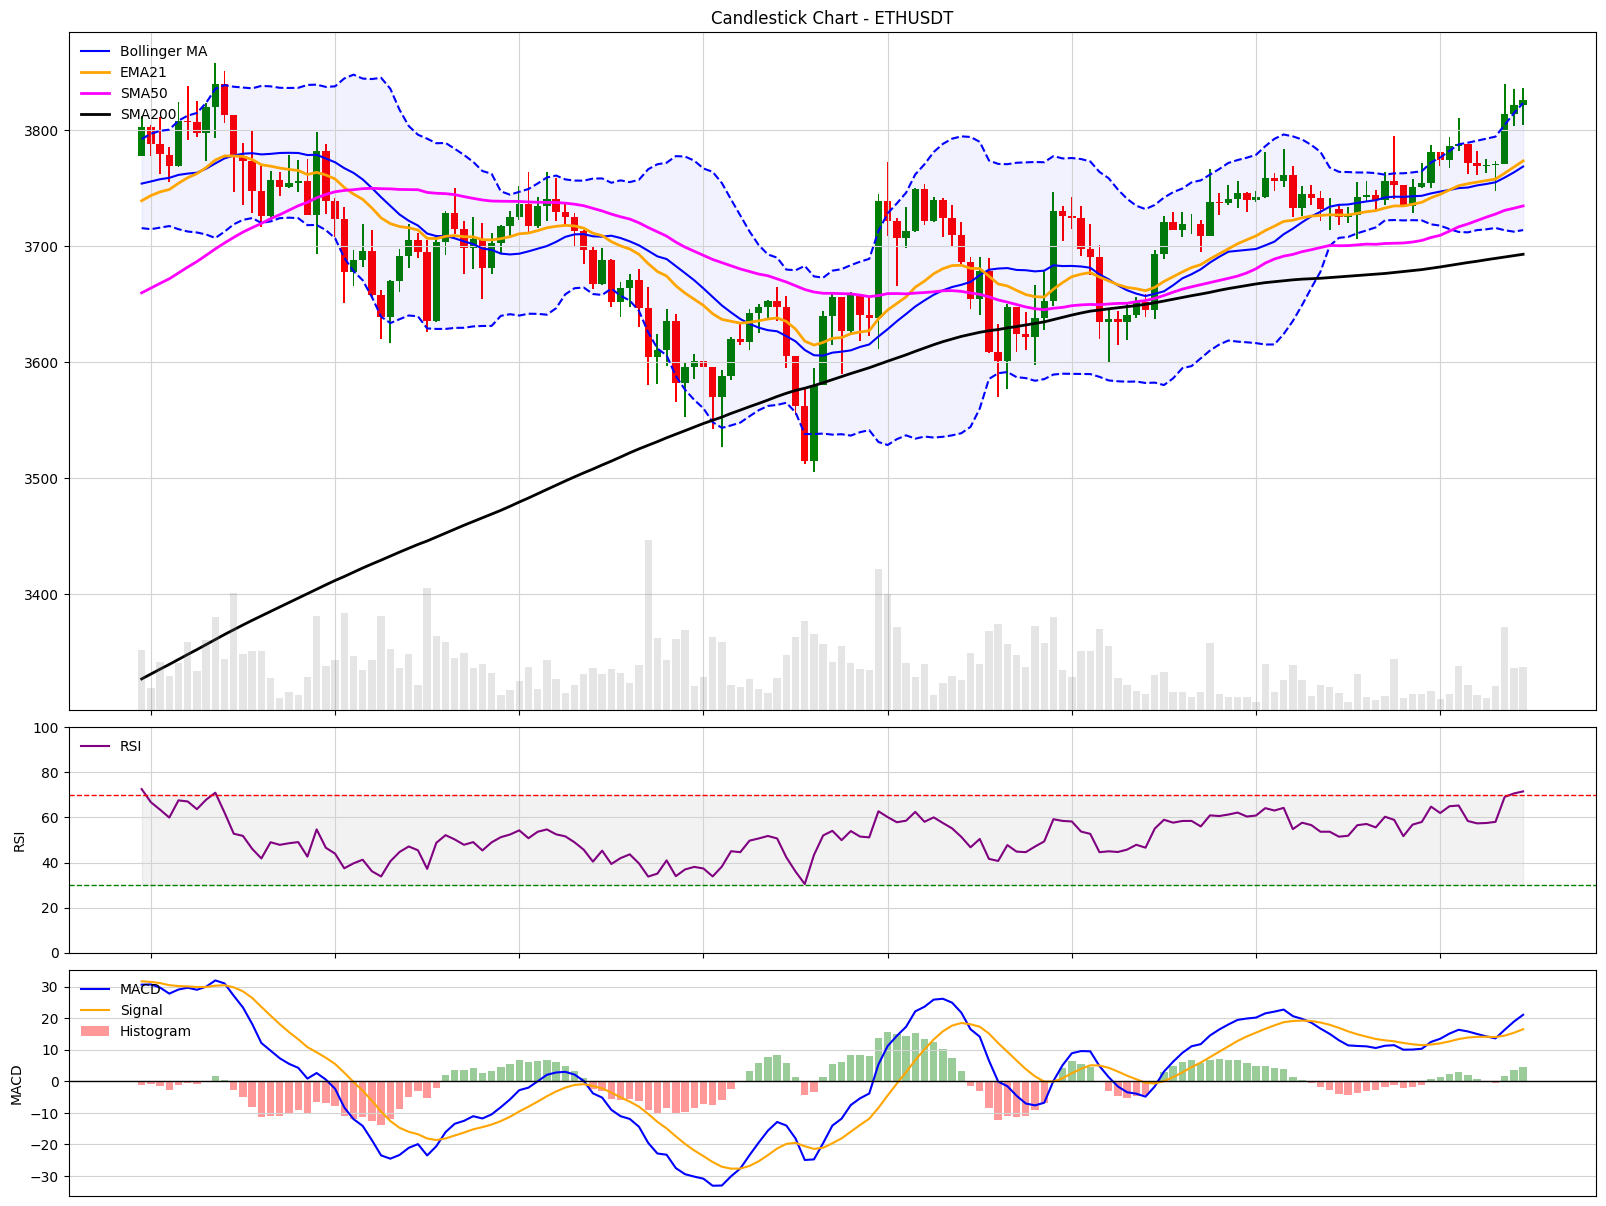 Candlestick Chart - ETHUSDT
Bollinger MA
EMA21
SMA50
SMA200
3800
3700
3600
3500
3400
RSI
100
80
60
40
20
0
RSI
MACD
Signal
Histogram
30
20
10
0
−10
−20
−30
MACD